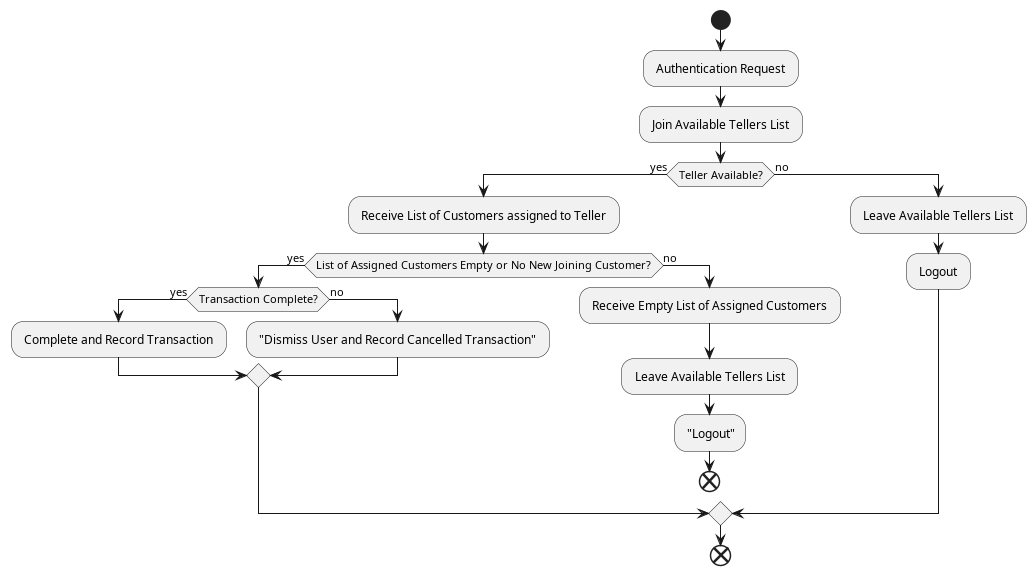 Authentication Request
Join Available Tellers List
yes
Teller Available?
no
Receive List of Customers assigned to Teller
Leave Available Tellers List
yes
List of Assigned Customers Empty or No New Joining Customer?
no
Logout
yes
Transaction Complete?
no
Receive Empty List of Assigned Customers
Complete and Record Transaction
"Dismiss User and Record Cancelled Transaction"
Leave Available Tellers List
"Logout"